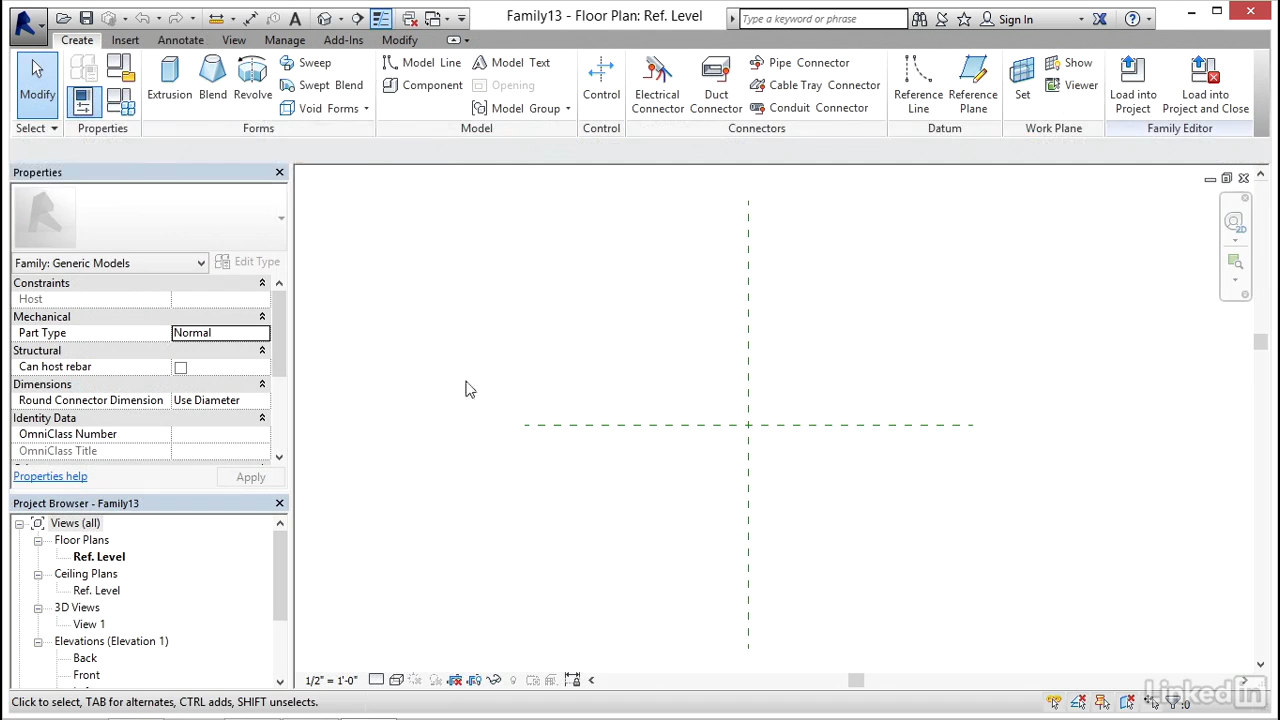 Family13 - Floor Plan: Ref. Level
Type a keyword or phrase
Sign In
Create Insert Annotate View Manage Add-Ins Modify
Modify
Select
Properties
Extrusion
Blend
Revolve
Sweep
Swept Blend
Void Forms
Forms
Model Line
Component
Model Text
Opening
Model Group
Model
Control
Control
Electrical
Connector
Duct
Connector
Pipe Connector
Cable Tray Connector
Conduit Connector
Connectors
Reference
Line
Reference
Plane
Datum
Set
Show
Viewer
Work Plane
Load into
Project
Load into
Project and Close
Family Editor
Properties
Family: Generic Models
Edit Type
Constraints
Host
Mechanical
Part Type Normal
Structural
Can host rebar
Dimensions
Round Connector Dimension Use Diameter
Identity Data
OmniClass Number
OmniClass Title
Properties help
Apply
2D
Project Browser - Family13
Views (all)
Floor Plans
Ref. Level
Ceiling Plans
Ref. Level
3D Views
View 1
Elevations (Elevation 1)
Back
Front
1/2" = 1'-0"
Click to select, TAB for alternates, CTRL adds, SHIFT unselects.
:0
LinkedIn